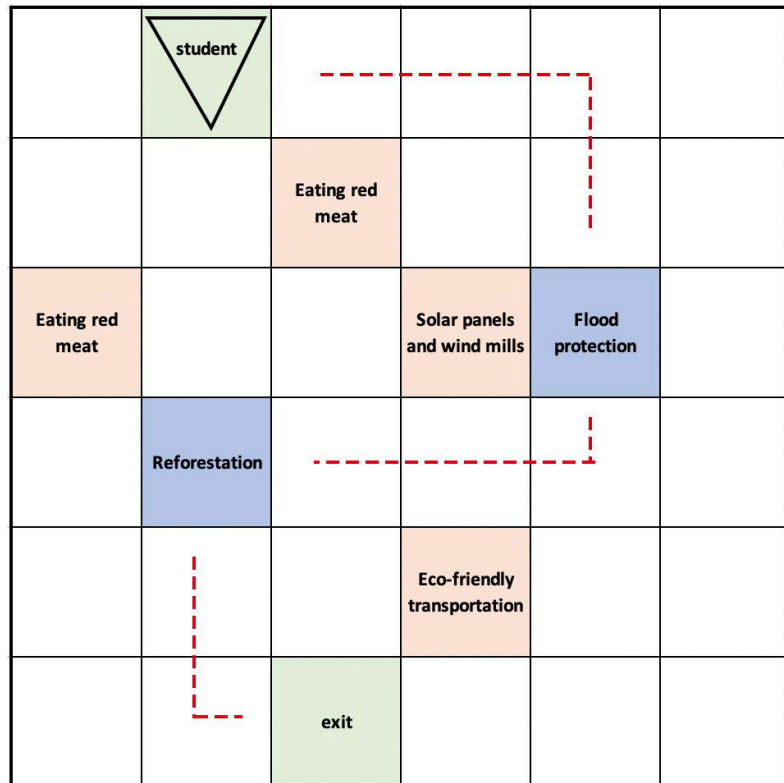 student
Eating red
meat
Eating red
meat
Solar panels
and wind mills
Flood
protection
Reforestation
Eco-friendly
transportation
exit